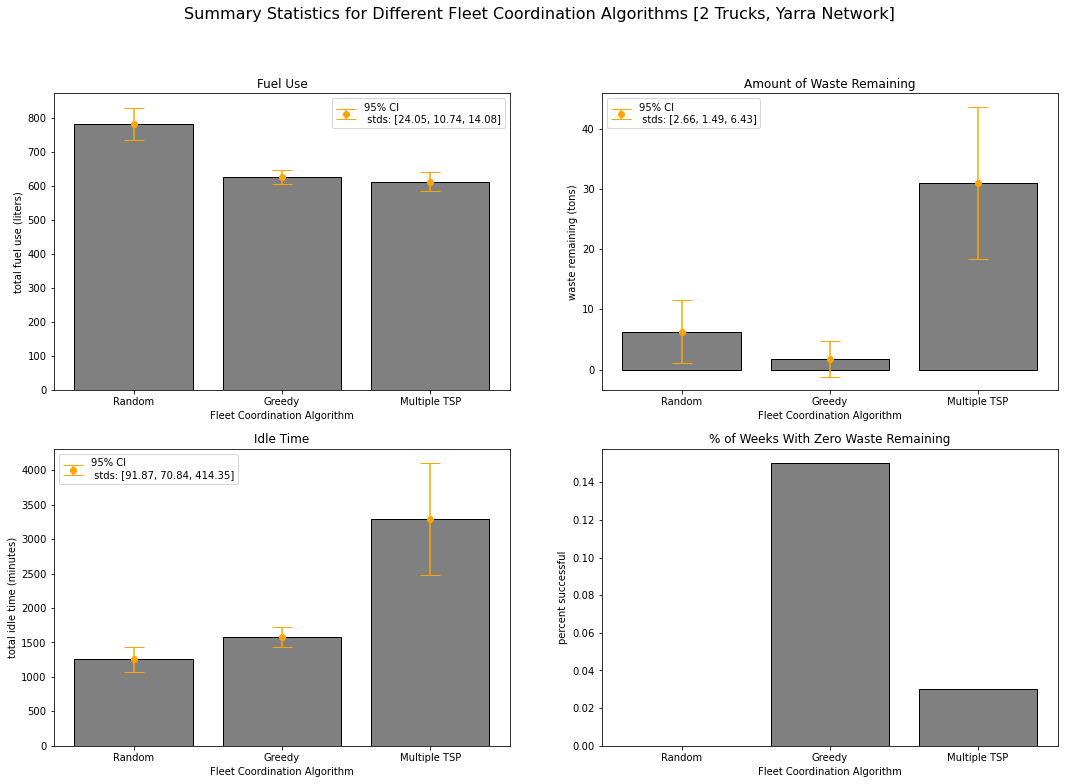 Summary Statistics for Different Fleet Coordination Algorithms [2 Trucks, Yarra Network]
Fuel Use
total fuel use (liters)
800
700
600
500
400
300
200
100
0
95% CI
stds: [24.05, 10.74, 14.08]
Random
Greedy
Multiple TSP
Fleet Coordination Algorithm
Amount of Waste Remaining
waste remaining (tons)
40
30
20
10
0
95% CI
stds: [2.66, 1.49, 6.43]
Random
Greedy
Multiple TSP
Fleet Coordination Algorithm
Idle Time
total idle time (minutes)
4000
3500
3000
2500
2000
1500
1000
500
0
95% CI
stds: [91.87, 70.84, 414.35]
Random
Greedy
Multiple TSP
Fleet Coordination Algorithm
% of Weeks With Zero Waste Remaining
percent successful
0.14
0.12
0.10
0.08
0.06
0.04
0.02
0.00
Random
Greedy
Multiple TSP
Fleet Coordination Algorithm